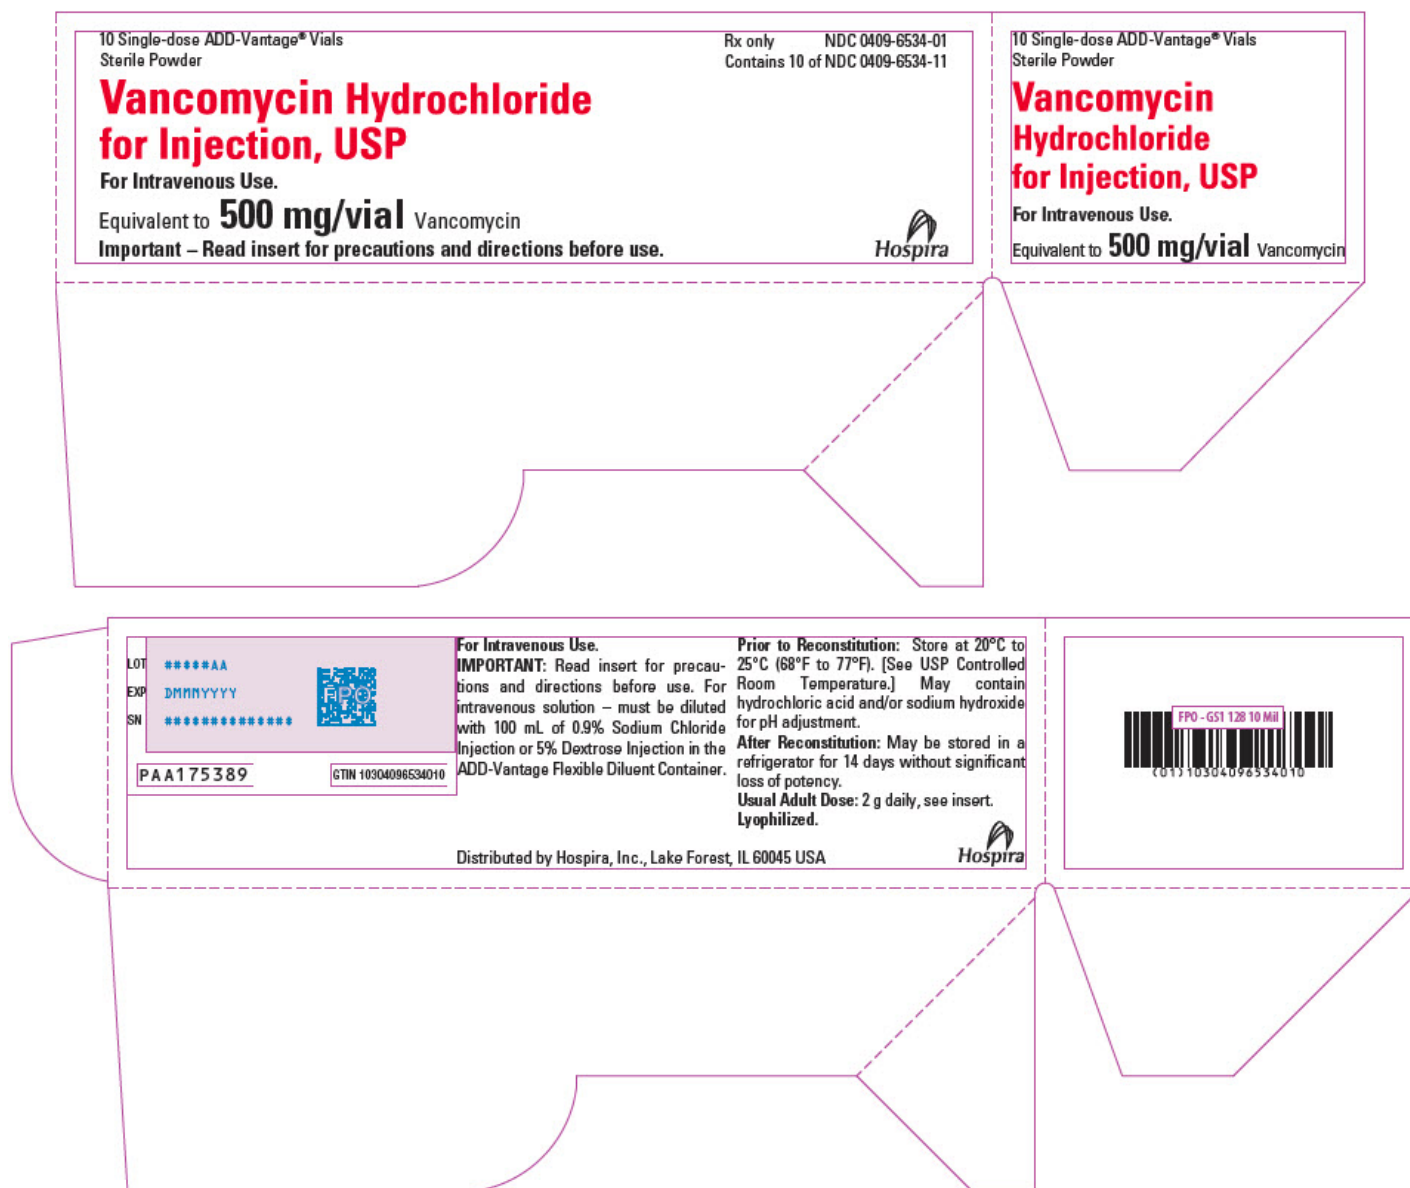 10 Single-dose ADD-Vantage® Vials
Sterile Powder
Rx only NDC 0409-6534-01
Contains 10 of NDC 0409-6534-11
Vancomycin Hydrochloride
for Injection, USP
For Intravenous Use.
Equivalent to 500 mg/vial Vancomycin
Important – Read insert for precautions and directions before use.
Hospira
10 Single-dose ADD-Vantage® Vials
Sterile Powder
Vancomycin
Hydrochloride
for Injection, USP
For Intravenous Use.
Equivalent to 500 mg/vial Vancomycin
LOT #####AA
EXP DMMMYYYY
SN ##############
FPO
PAA175389
GTIN 10304096534010
For Intravenous Use.
IMPORTANT: Read insert for precau-
tions and directions before use. For
intravenous solution – must be diluted
with 100 mL of 0.9% Sodium Chloride
Injection or 5% Dextrose Injection in the
ADD-Vantage Flexible Diluent Container.
Prior to Reconstitution: Store at 20°C to
25°C (68°F to 77°F). [See USP Controlled
Room Temperature.] May contain
hydrochloric acid and/or sodium hydroxide
for pH adjustment.
After Reconstitution: May be stored in a
refrigerator for 14 days without significant
loss of potency.
Usual Adult Dose: 2 g daily, see insert.
Lyophilized.
Distributed by Hospira, Inc., Lake Forest, IL 60045 USA
Hospira
FPO - GS1 128 10 Mil
(01)10304096534010